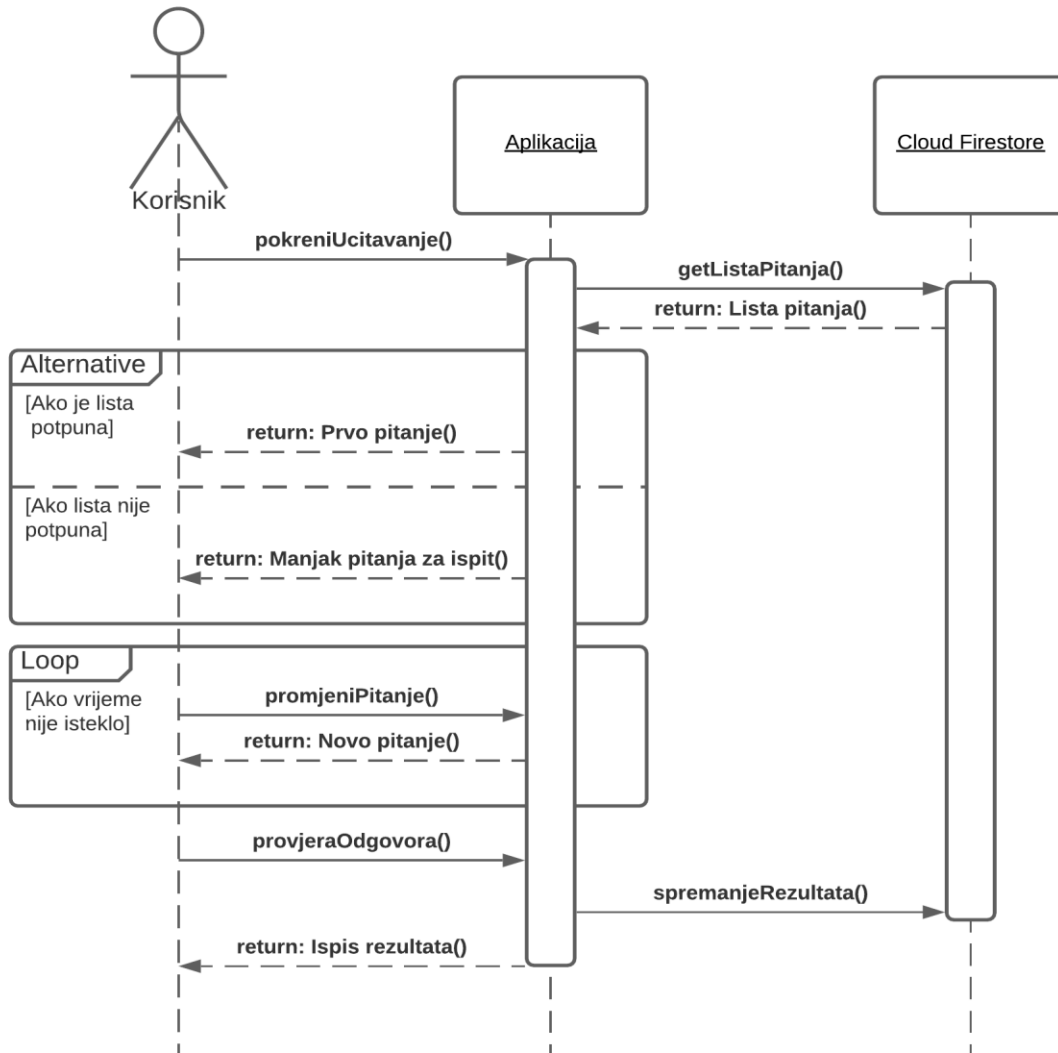 Aplikacija
Cloud Firestore
Korisnik
pokreniUcitavanje()
getListaPitanja()
return: Lista pitanja()
Alternative
[Ako je lista
potpuna]
return: Prvo pitanje()
[Ako lista nije
potpuna]
return: Manjak pitanja za ispit()
Loop
[Ako vrijeme
nije isteklo]
promjeniPitanje()
return: Novo pitanje()
provjeraOdgovora()
spremanjeRezultata()
return: Ispis rezultata()